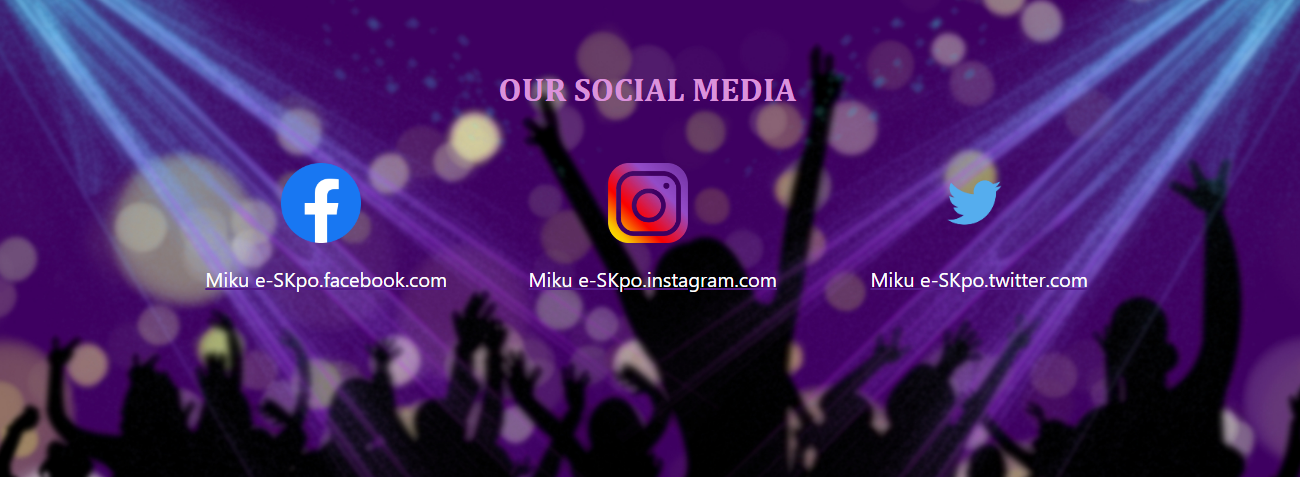 OUR SOCIAL MEDIA
Miku e-SKpo.facebook.com
Miku e-SKpo.instagram.com
Miku e-SKpo.twitter.com